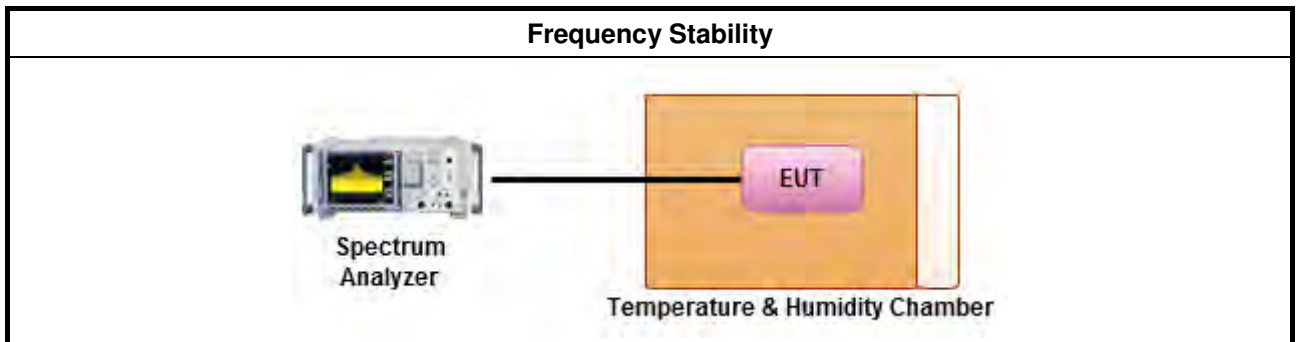 Frequency Stability
EUT
Spectrum
Analyzer
Temperature & Humidity Chamber